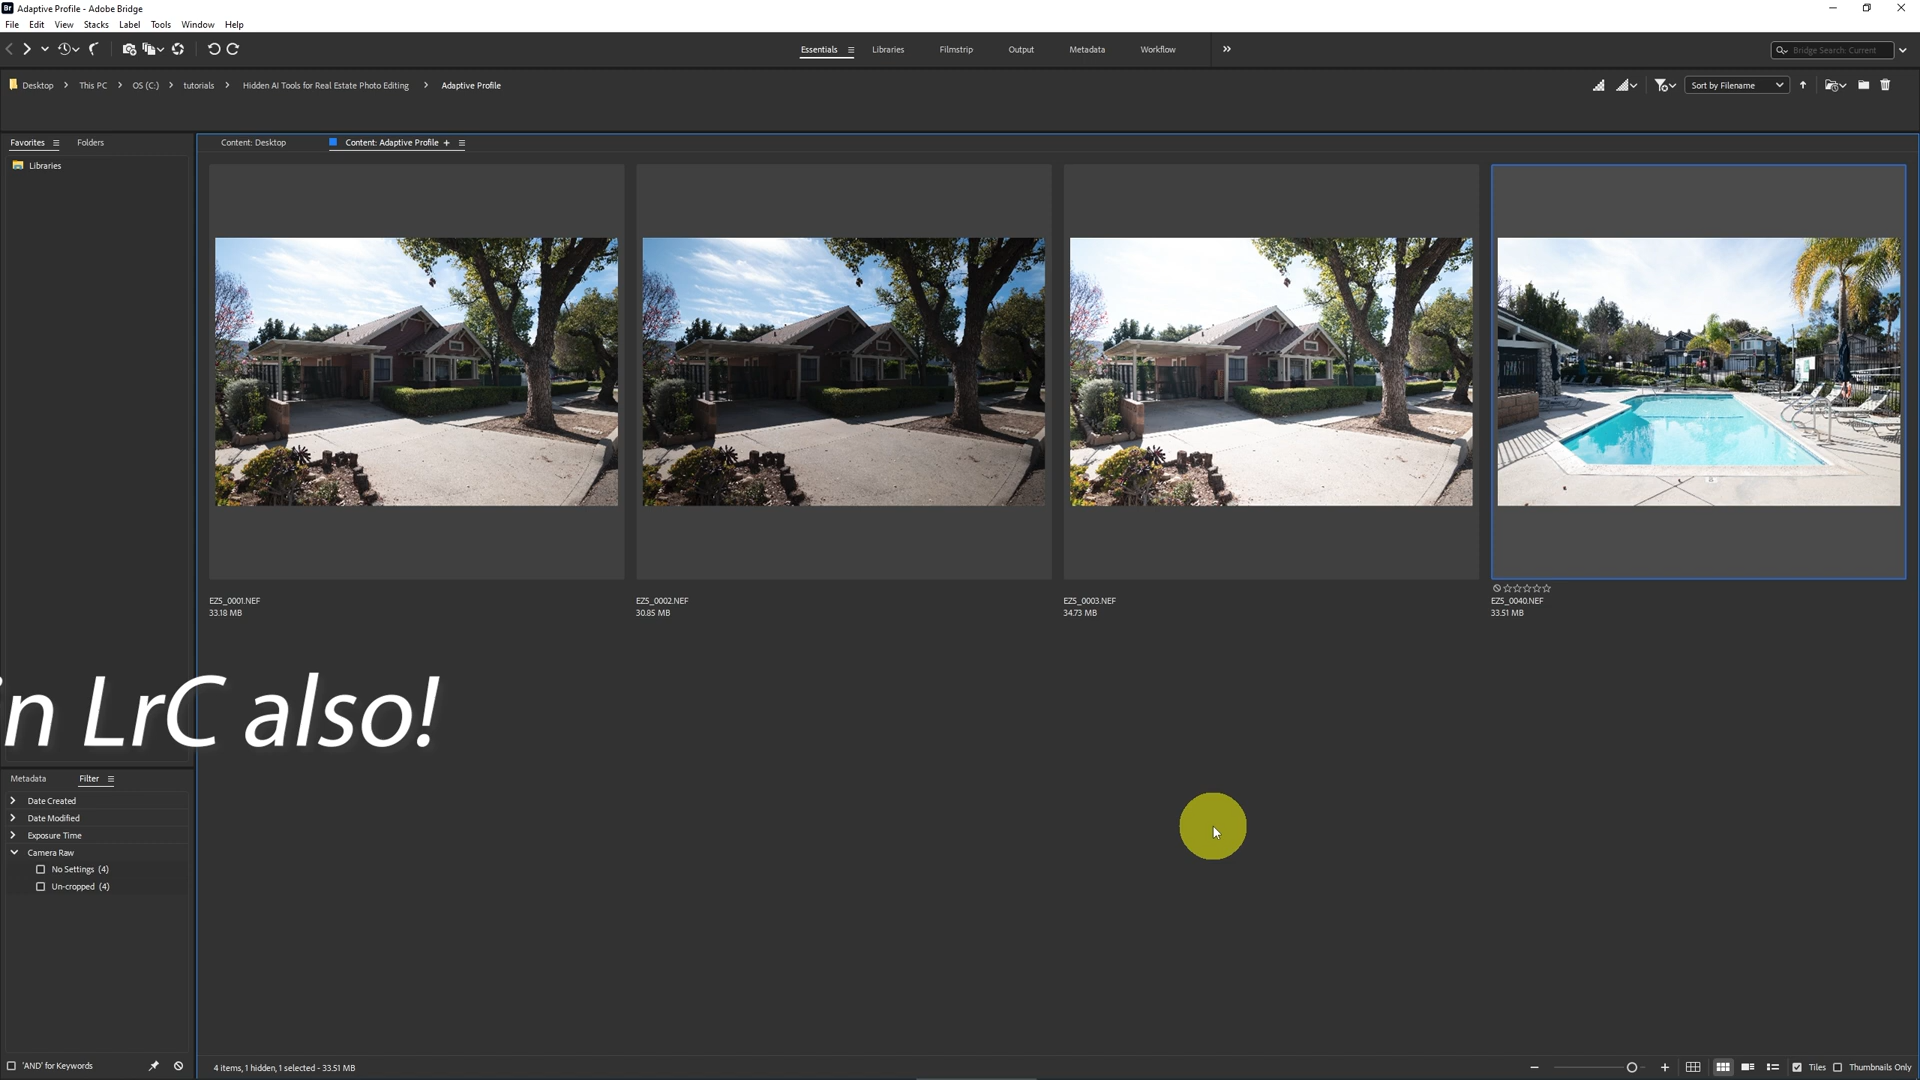 Br Adaptive Profile - Adobe Bridge
File Edit View Stacks Label Tools Window Help
Essentials Libraries Filmstrip Output Metadata Workflow
Bridge Search: Current
Desktop This PC OS (C:) tutorials Hidden AI Tools for Real Estate Photo Editing Adaptive Profile
Sort by Filename
Favorites Folders
Content: Desktop Content: Adaptive Profile
Libraries
EZ5_0001.NEF
33.18 MB
EZ5_0002.NEF
30.85 MB
EZ5_0003.NEF
34.73 MB
EZ5_0040.NEF
33.51 MB
in LrC also!
Metadata Filter
Date Created
Date Modified
Exposure Time
Camera Raw
No Settings (4)
Un-cropped (4)
'AND' for Keywords
4 items, 1 hidden, 1 selected - 33.51 MB
Tiles Thumbnails Only